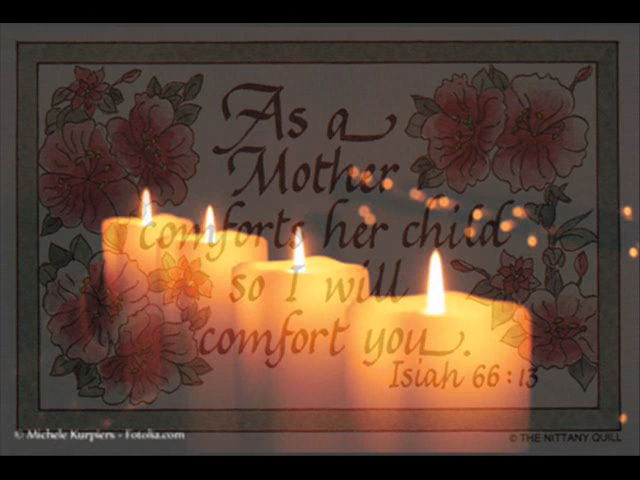 As a
Mother
comforts her child
so I will
comfort you.
Isiah 66:13
© Michele Kurpiers - Fotolia.com
© THE NITTANY QUILL